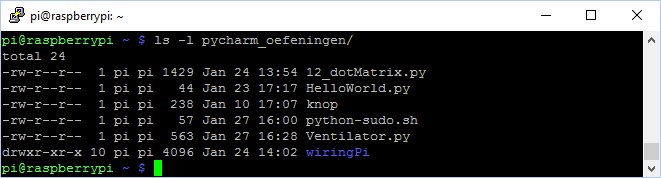 pi@raspberrypi: ~
pi@raspberrypi ~ $ ls -l pycharm_oefeningen/
total 24
-rw-r--r--  1 pi pi 1429 Jan 24 13:54 12_dotMatrix.py
-rw-r--r--  1 pi pi   44 Jan 23 17:17 HelloWorld.py
-rw-r--r--  1 pi pi  238 Jan 10 17:07 knop
-rw-r--r--  1 pi pi   57 Jan 27 16:00 python-sudo.sh
-rw-r--r--  1 pi pi  563 Jan 27 16:28 Ventilator.py
drwxr-xr-x 10 pi pi 4096 Jan 24 14:02 wiringPi
pi@raspberrypi ~ $